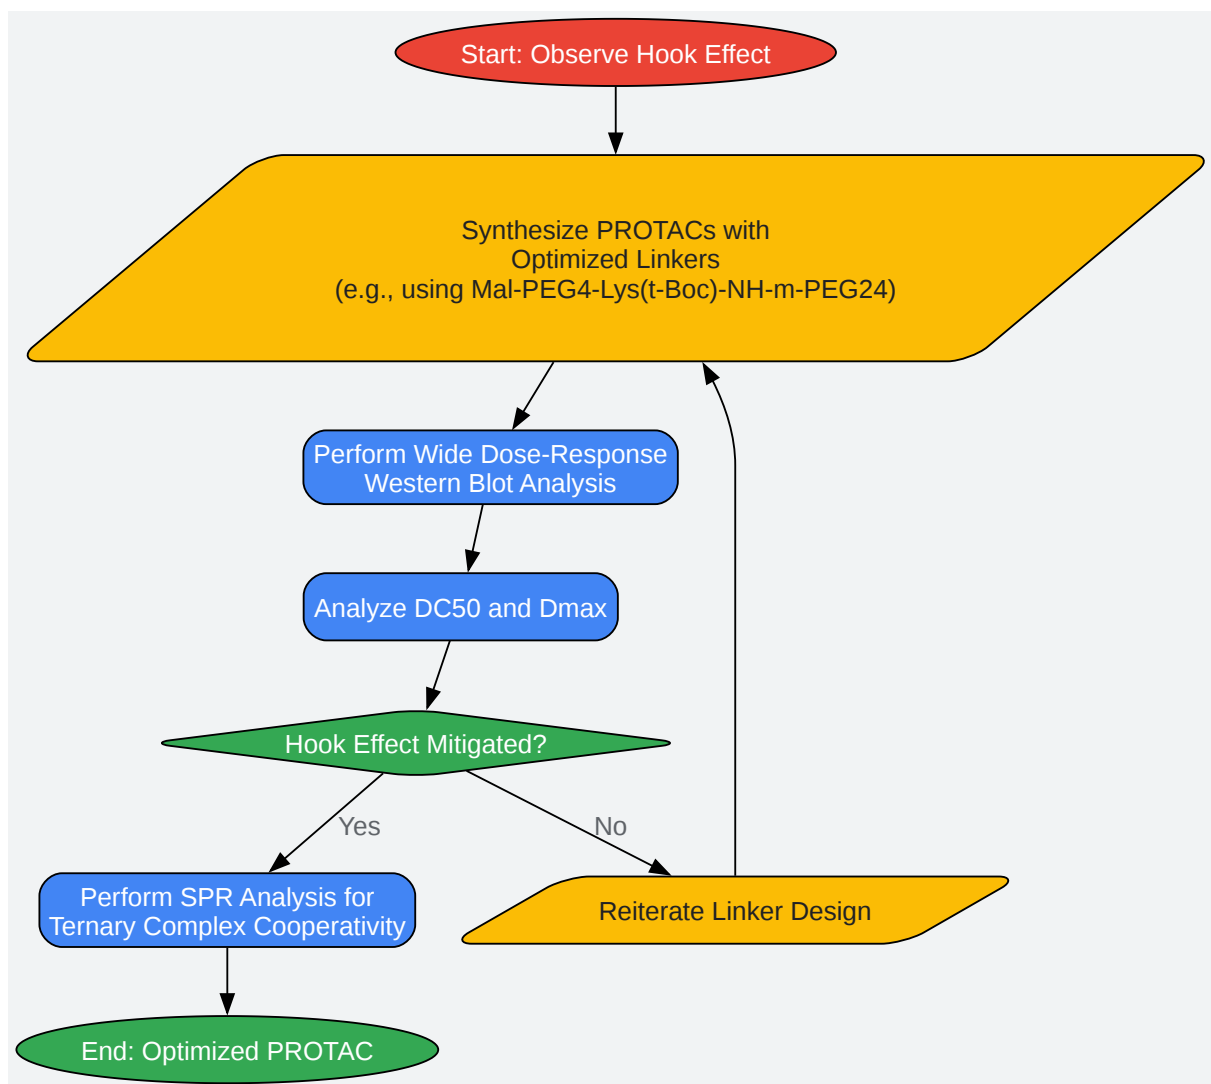 Start: Observe Hook Effect
Synthesize PROTACs with
Optimized Linkers
(e.g., using Mal-PEG4-Lys(t-Boc)-NH-m-PEG24)
Perform Wide Dose-Response
Western Blot Analysis
Analyze DC50 and Dmax
Hook Effect Mitigated?
Yes
No
Perform SPR Analysis for
Ternary Complex Cooperativity
Reiterate Linker Design
End: Optimized PROTAC